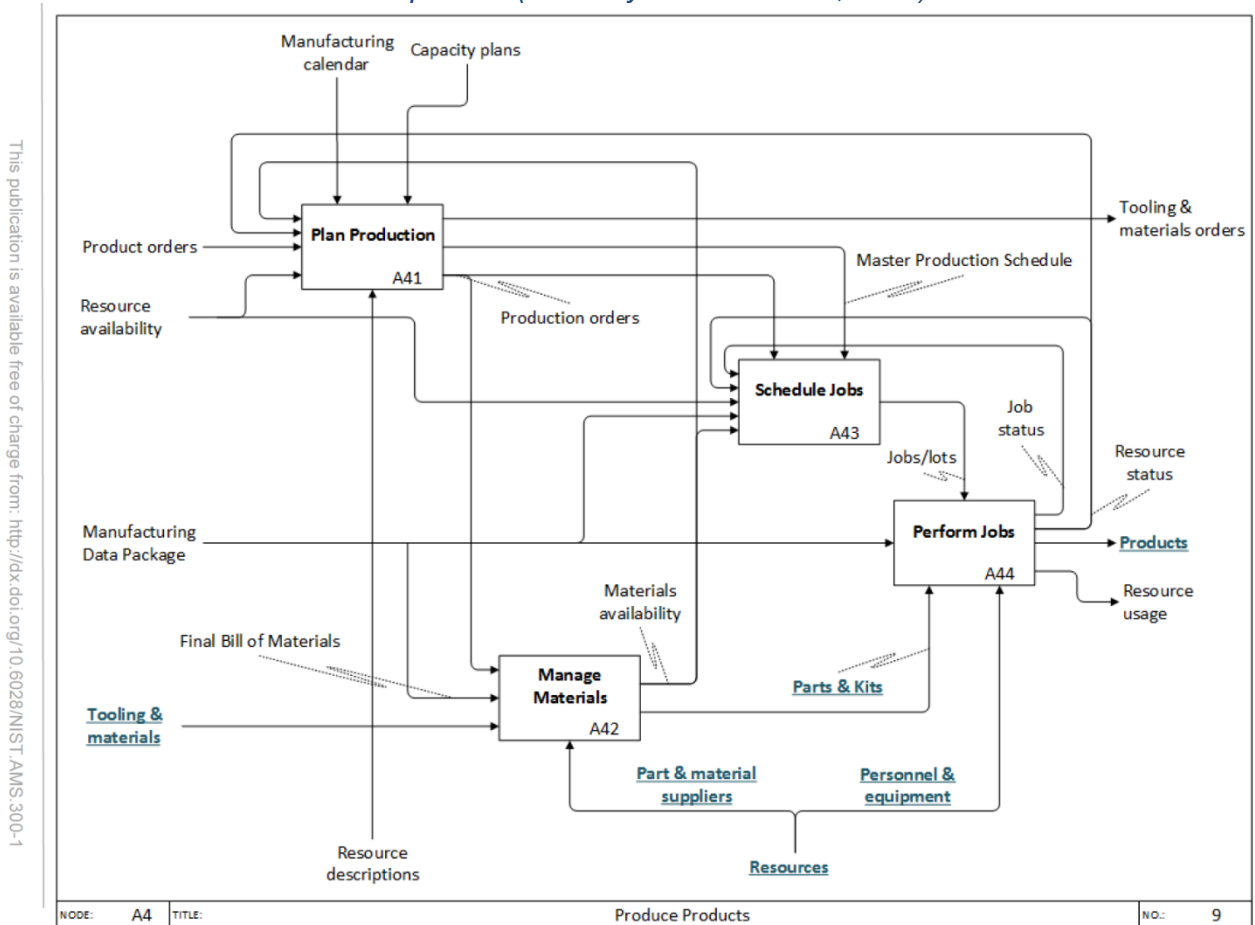 This publication is available free of charge from: http://dx.doi.org/10.6028/NIST.AMS.300-1
Manufacturing
calendar
Capacity plans
Tooling &
materials orders
Plan Production
A41
Product orders
Master Production Schedule
Resource
availability
Production orders
Schedule Jobs
A43
Job
status
Jobs/lots
Resource
status
Manufacturing
Data Package
Perform Jobs
A44
Products
Resource
usage
Materials
availability
Final Bill of Materials
Manage
Materials
A42
Parts & Kits
Tooling &
materials
Part & material
suppliers
Personnel &
equipment
Resources
Resource
descriptions
NODE: A4 TITLE: Produce Products NO.: 9